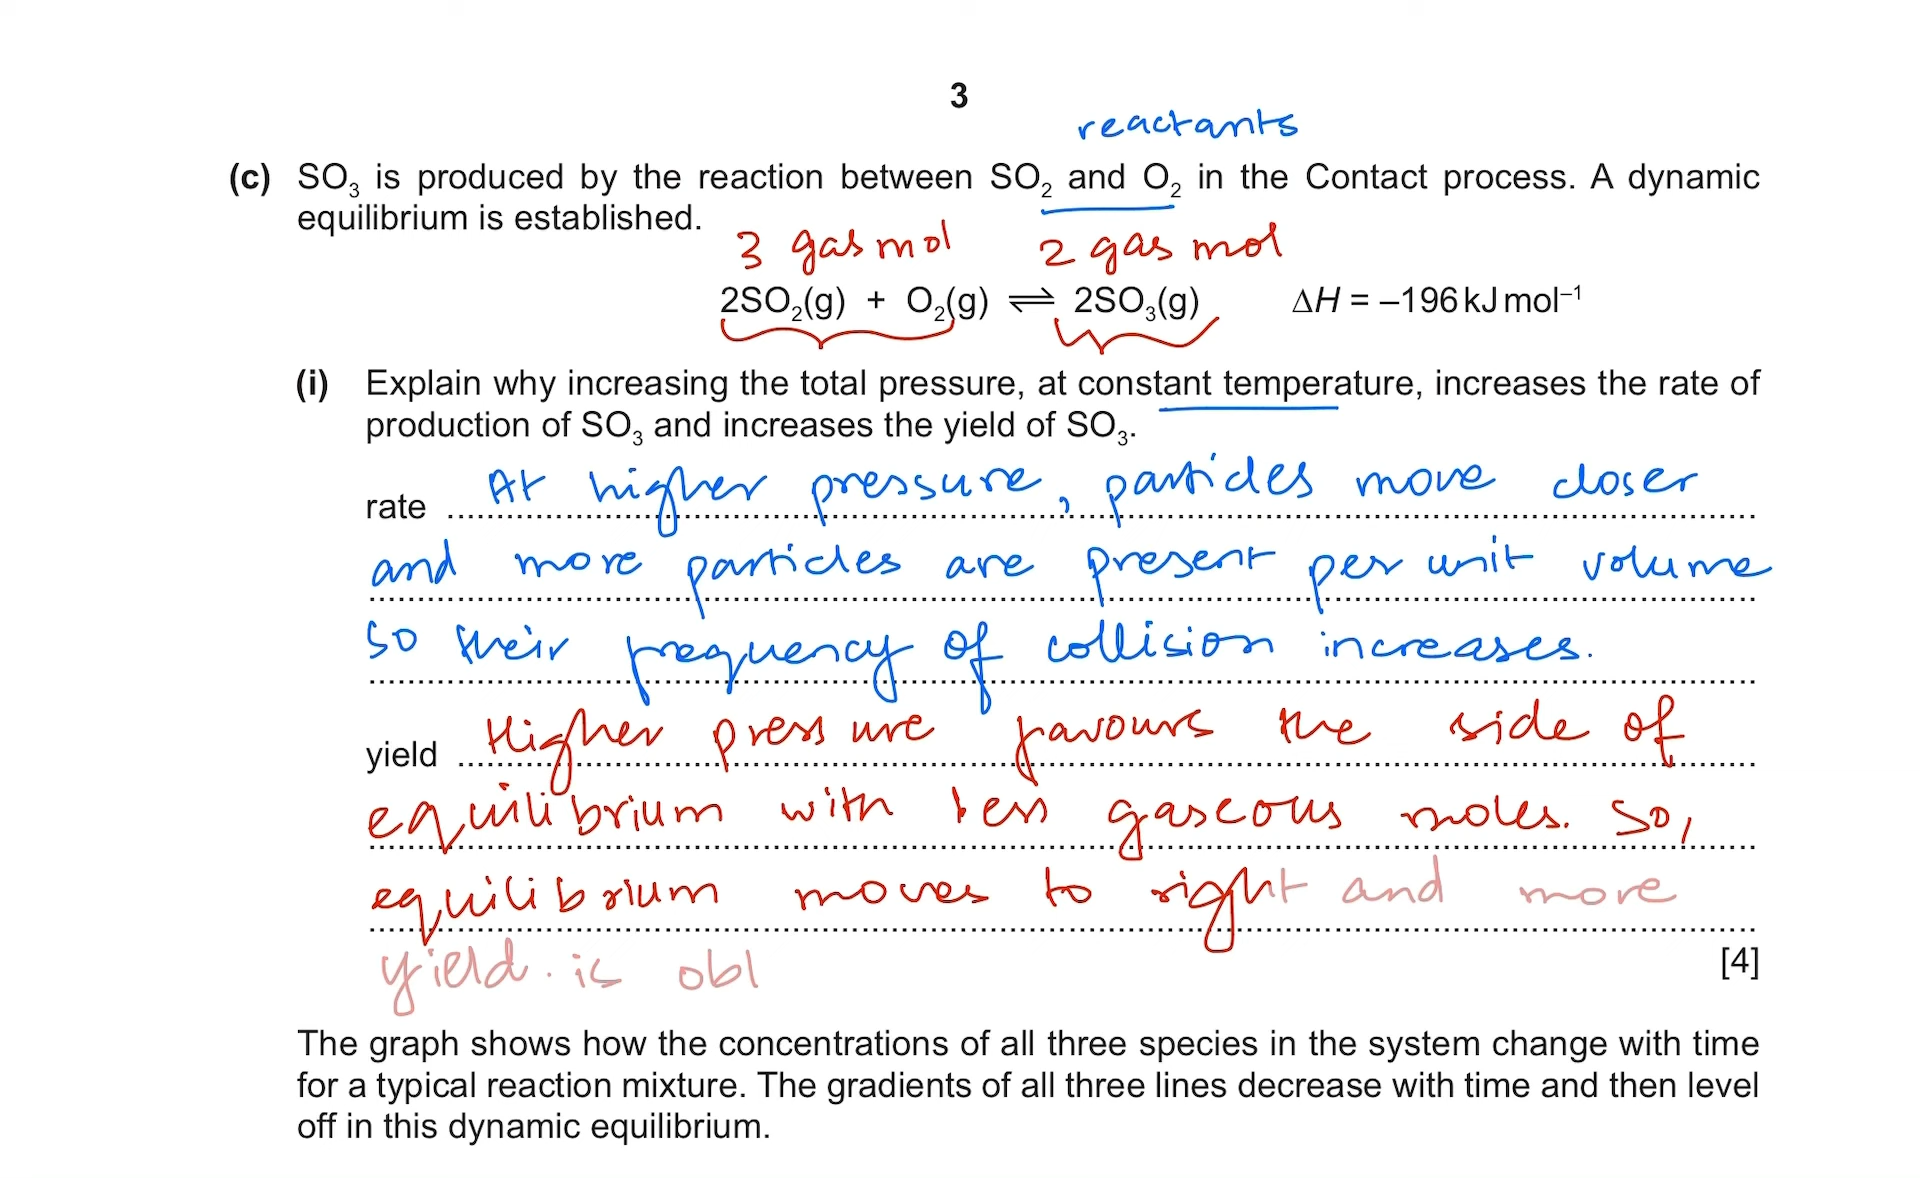 3
reactants
(c) SO₃ is produced by the reaction between SO₂ and O₂ in the Contact process. A dynamic
equilibrium is established.
3 gas mol 2 gas mol
2SO₂(g) + O₂(g) ⇌ 2SO₃(g) ΔH = –196 kJ mol⁻¹
(i) Explain why increasing the total pressure, at constant temperature, increases the rate of
production of SO₃ and increases the yield of SO₃.
rate At higher pressure, particles move closer
and more particles are present per unit volume
so their frequency of collision increases.
yield Higher pressure favours the side of
equilibrium with less gaseous moles. So,
equilibrium moves to right and more
yield. is obl
[4]
The graph shows how the concentrations of all three species in the system change with time
for a typical reaction mixture. The gradients of all three lines decrease with time and then level
off in this dynamic equilibrium.